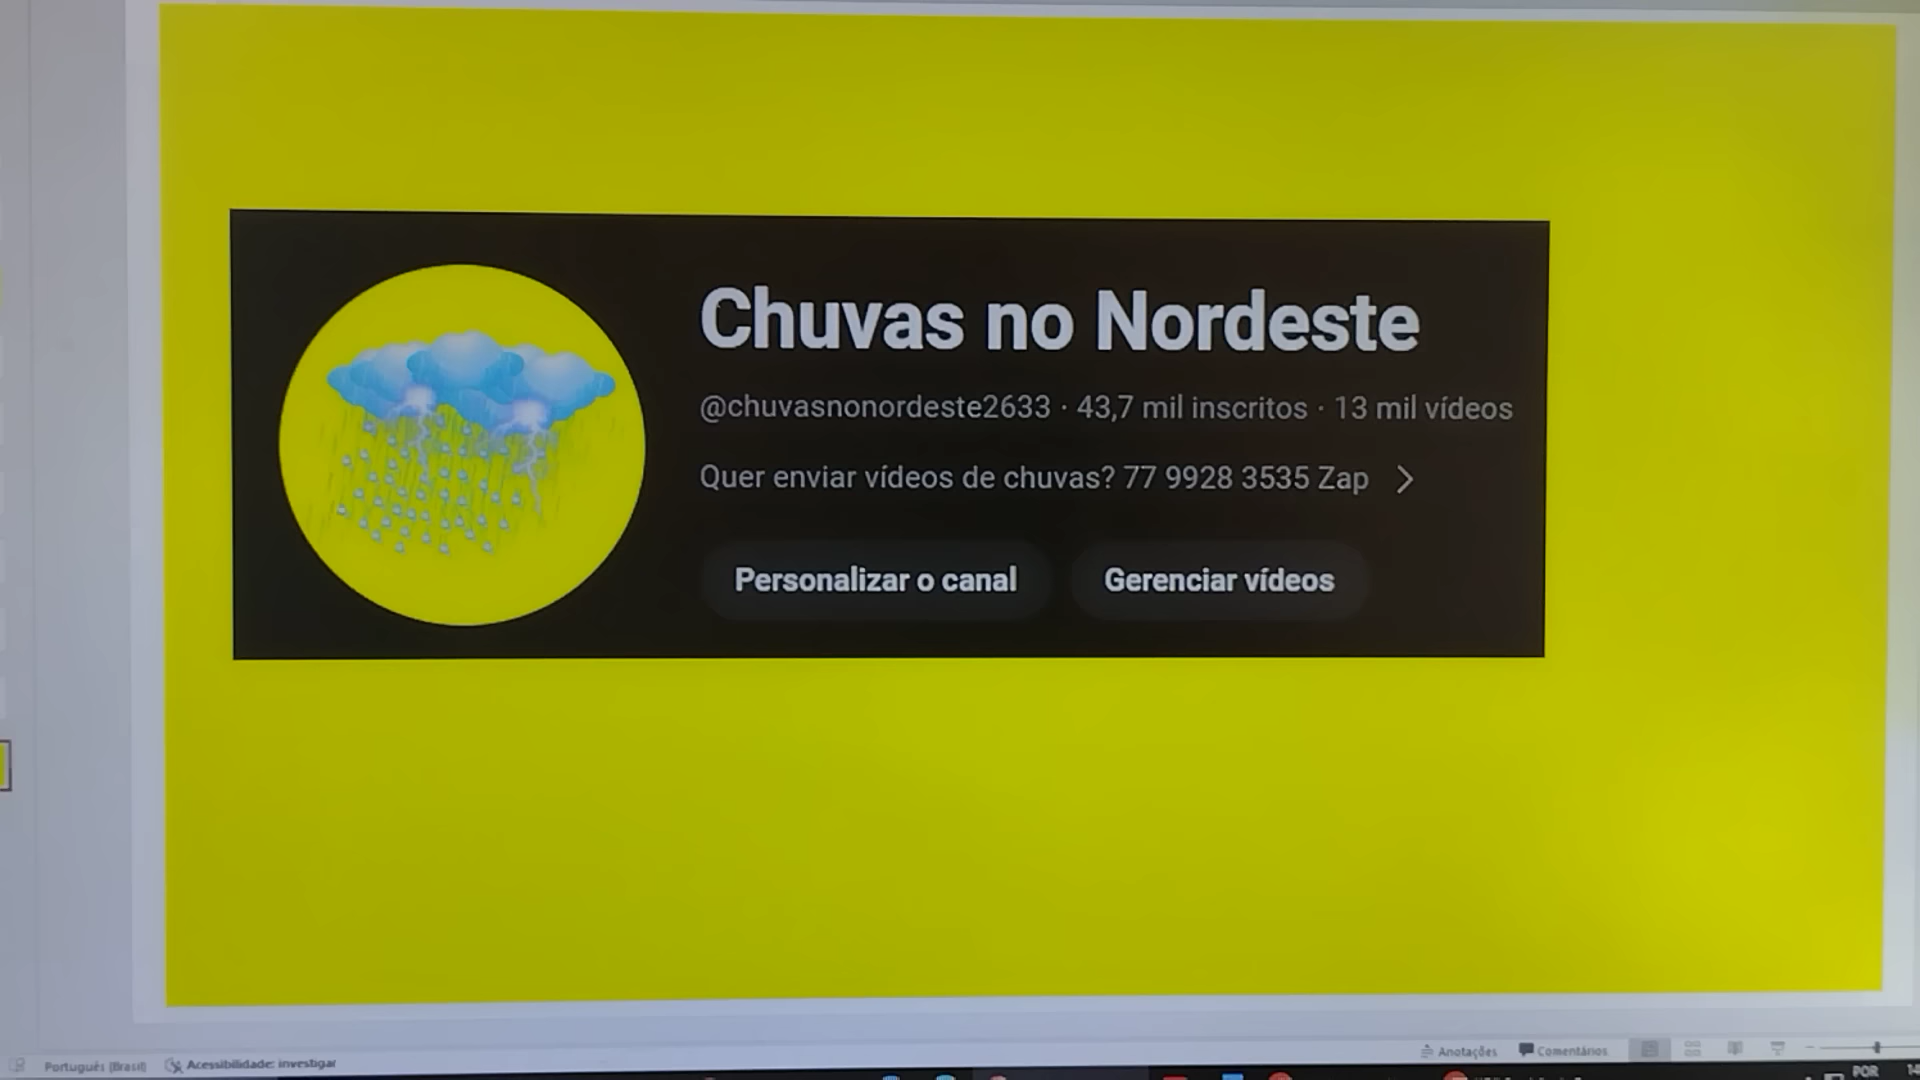 Chuvas no Nordeste
@chuvasnonordeste2633 · 43,7 mil inscritos · 13 mil vídeos
Quer enviar vídeos de chuvas? 77 9928 3535 Zap >
Personalizar o canal
Gerenciar vídeos
Português (Brasil)
Acessibilidade: investigar
Anotações
Comentários
POR